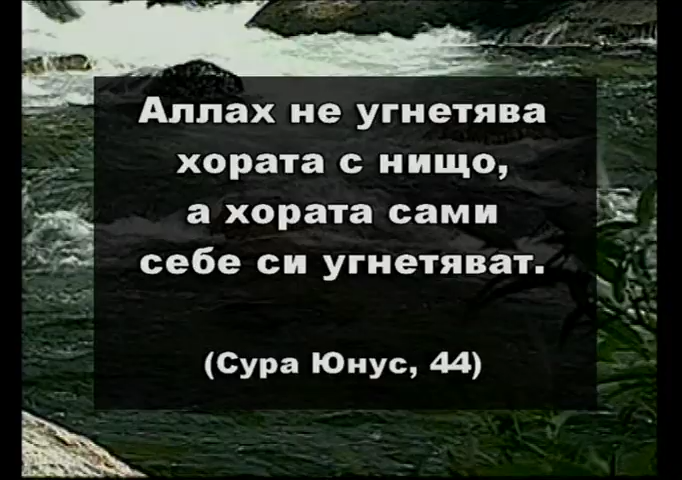 Аллах не угнетява
хората с нищо,
а хората сами
себе си угнетяват.
(Сура Юнус, 44)